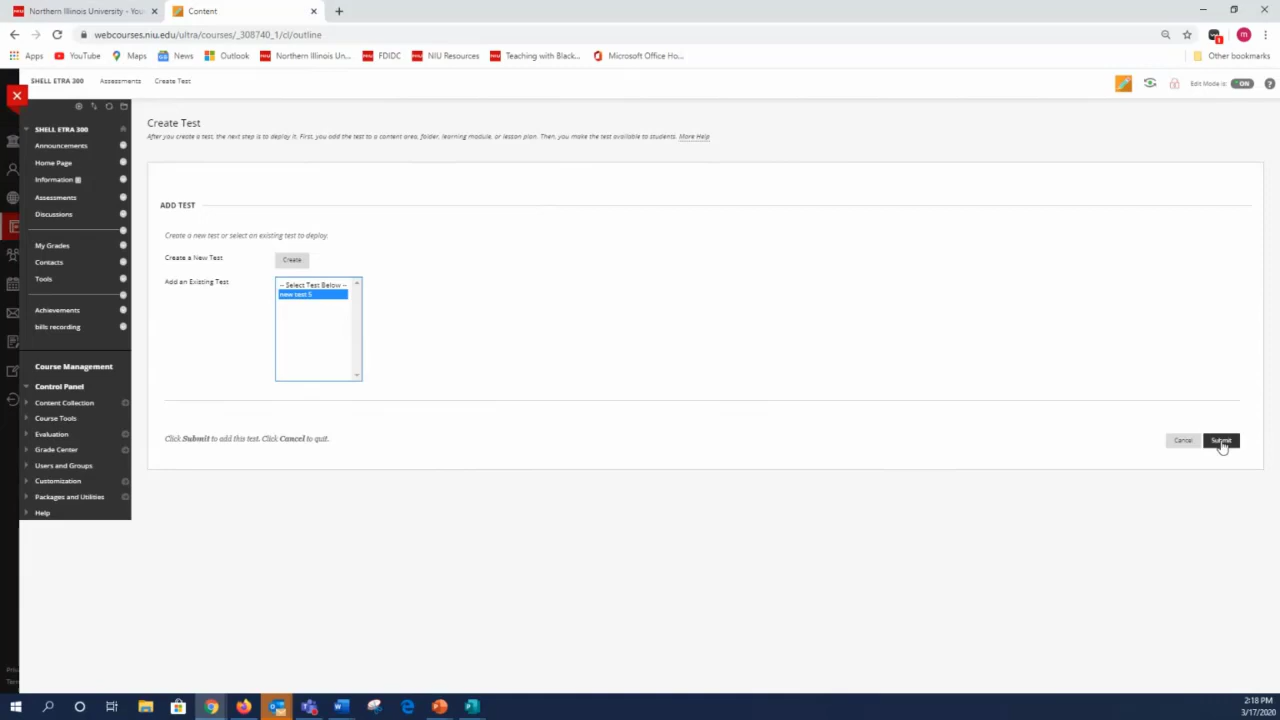 Northern Illinois University - You
Content
webcourses.niu.edu/ultra/courses/_308740_1/cl/outline
Apps
YouTube
Maps
News
Outlook
Northern Illinois Un...
FDIDC
NIU Resources
Teaching with Black...
Microsoft Office Ho...
Other bookmarks
SHELL ETRA 300
Assessments
Create Test
Edit Mode is:
ON
SHELL ETRA 300
Announcements
Home Page
Information
Assessments
Discussions
My Grades
Contacts
Tools
Achievements
bills recording
Course Management
Control Panel
Content Collection
Course Tools
Evaluation
Grade Center
Users and Groups
Customization
Packages and Utilities
Help
Create Test
After you create a test, the next step is to deploy it. First, you add the test to a content area, folder, learning module, or lesson plan. Then, you make the test available to students. More Help
ADD TEST
Create a new test or select an existing test to deploy.
Create a New Test
Create
Add an Existing Test
-- Select Test Below --
new test 5
Click Submit to add this test. Click Cancel to quit.
Cancel
Submit
2:18 PM
3/17/2020